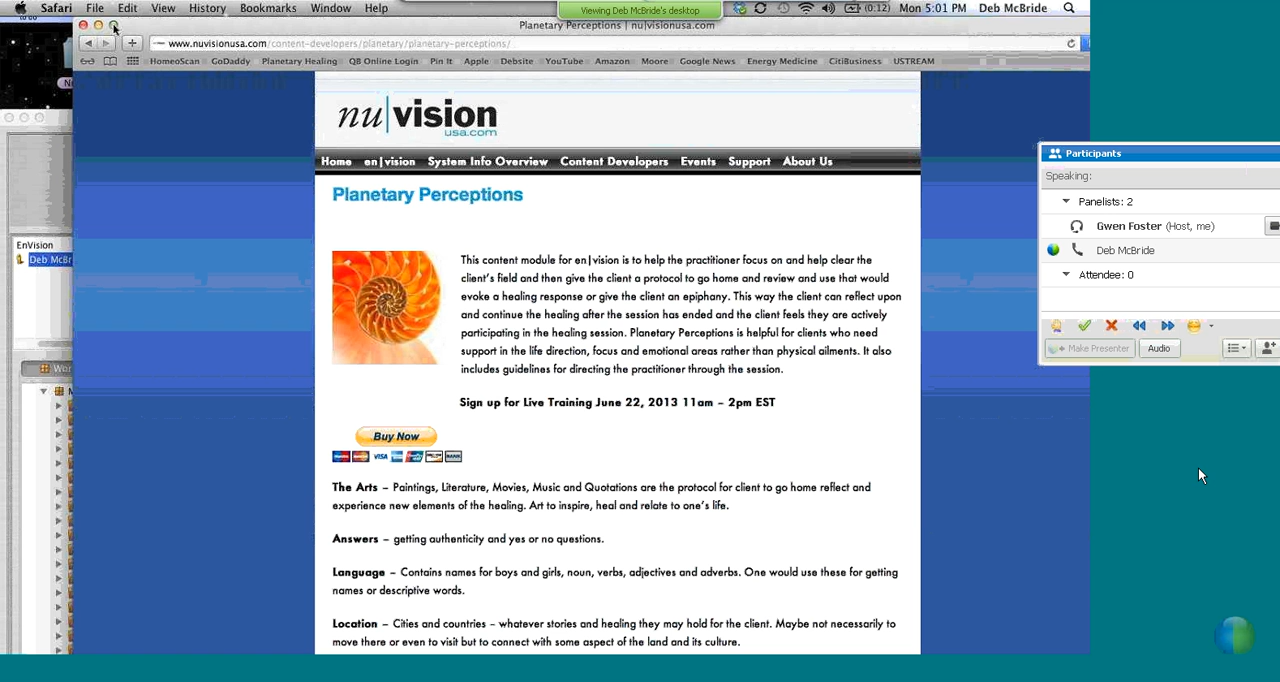 Safari File Edit View History Bookmarks Window Help
Viewing Deb McBride's desktop
(0:12) Mon 5:01 PM Deb McBride
Planetary Perceptions | nu|visionusa.com
www.nuvisionusa.com/content-developers/planetary/planetary-perceptions/
HomeoScan GoDaddy Planetary Healing QB Online Login Pin It Apple Debsite YouTube Amazon Moore Google News Energy Medicine CitiBusiness USTREAM
nu|vision
usa.com
Home en|vision System Info Overview Content Developers Events Support About Us
Planetary Perceptions
This content module for en|vision is to help the practitioner focus on and help clear the
client's field and then give the client a protocol to go home and review and use that would
evoke a healing response or give the client an epiphany. This way the client can reflect upon
and continue the healing after the session has ended and the client feels they are actively
participating in the healing session. Planetary Perceptions is helpful for clients who need
support in the life direction, focus and emotional areas rather than physical ailments. It also
includes guidelines for directing the practitioner through the session.
Sign up for Live Training June 22, 2013 11am – 2pm EST
Buy Now
VISA
The Arts – Paintings, Literature, Movies, Music and Quotations are the protocol for client to go home reflect and
experience new elements of the healing. Art to inspire, heal and relate to one's life.
Answers – getting authenticity and yes or no questions.
Language – Contains names for boys and girls, noun, verbs, adjectives and adverbs. One would use these for getting
names or descriptive words.
Location – Cities and countries – whatever stories and healing they may hold for the client. Maybe not necessarily to
move there or even to visit but to connect with some aspect of the land and its culture.
EnVision
Deb McBr
Wor
Participants
Speaking:
Panelists: 2
Gwen Foster (Host, me)
Deb McBride
Attendee: 0
Make Presenter
Audio